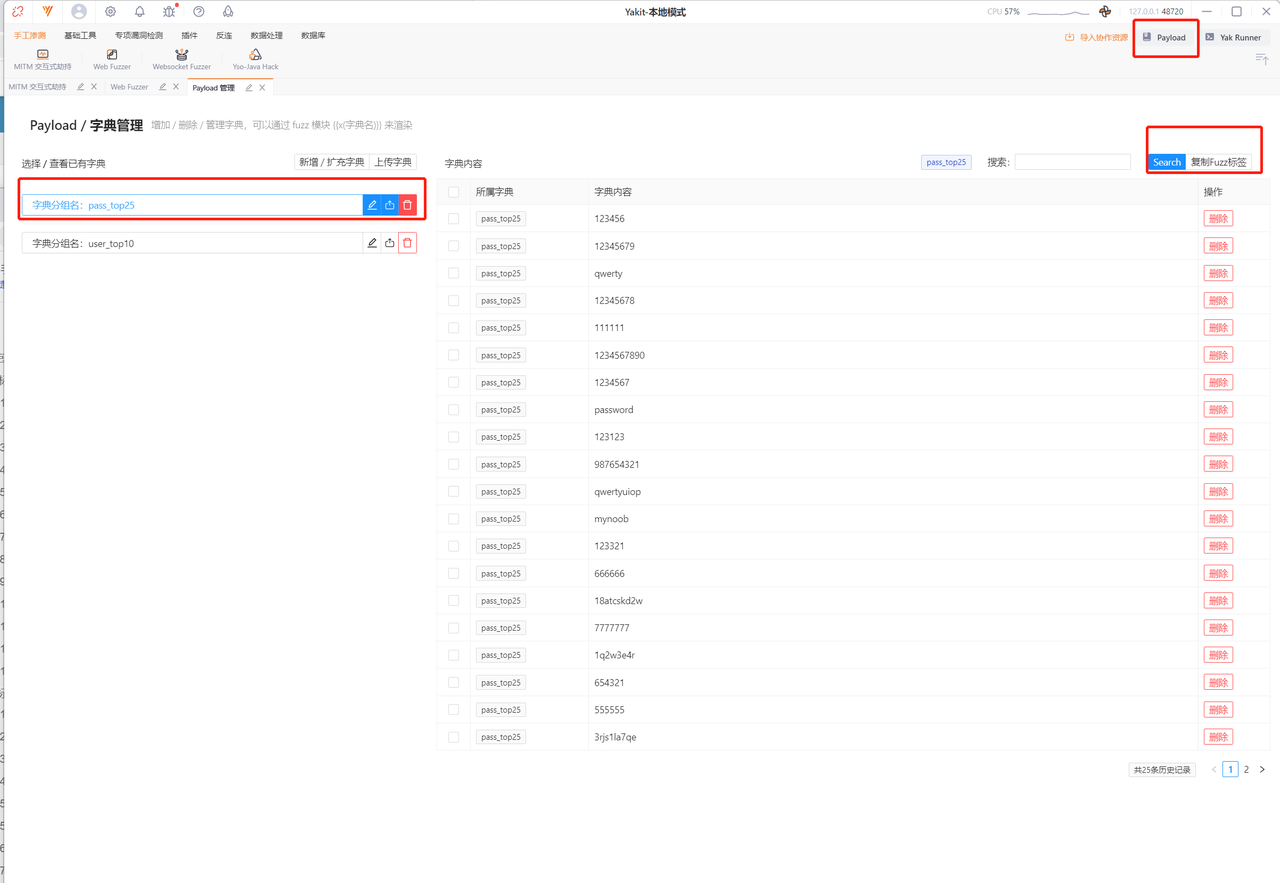 Yakit-本地模式
CPU 57%
127.0.0.1 48720
手工渗透 基础工具 专项漏洞检测 插件 反连 数据处理 数据库
导入协作资源 Payload Yak Runner
MITM 交互式劫持 Web Fuzzer Websocket Fuzzer Yso-Java Hack
MITM 交互式劫持 Web Fuzzer Payload 管理
Payload / 字典管理 增加 / 删除 / 管理字典，可以通过 fuzz 模块 {{x(字典名)}} 来渲染
选择 / 查看已有字典 新增 / 扩充字典 上传字典
字典分组名：pass_top25
字典分组名：user_top10
字典内容 pass_top25 搜索： Search 复制Fuzz标签
所属字典 字典内容 操作
pass_top25 123456 删除
pass_top25 12345679 删除
pass_top25 qwerty 删除
pass_top25 12345678 删除
pass_top25 111111 删除
pass_top25 1234567890 删除
pass_top25 1234567 删除
pass_top25 password 删除
pass_top25 123123 删除
pass_top25 987654321 删除
pass_top25 qwertyuiop 删除
pass_top25 mynoob 删除
pass_top25 123321 删除
pass_top25 666666 删除
pass_top25 18atcskd2w 删除
pass_top25 7777777 删除
pass_top25 1q2w3e4r 删除
pass_top25 654321 删除
pass_top25 555555 删除
pass_top25 3rjs1la7qe 删除
共25条历史记录 < 1 2 >